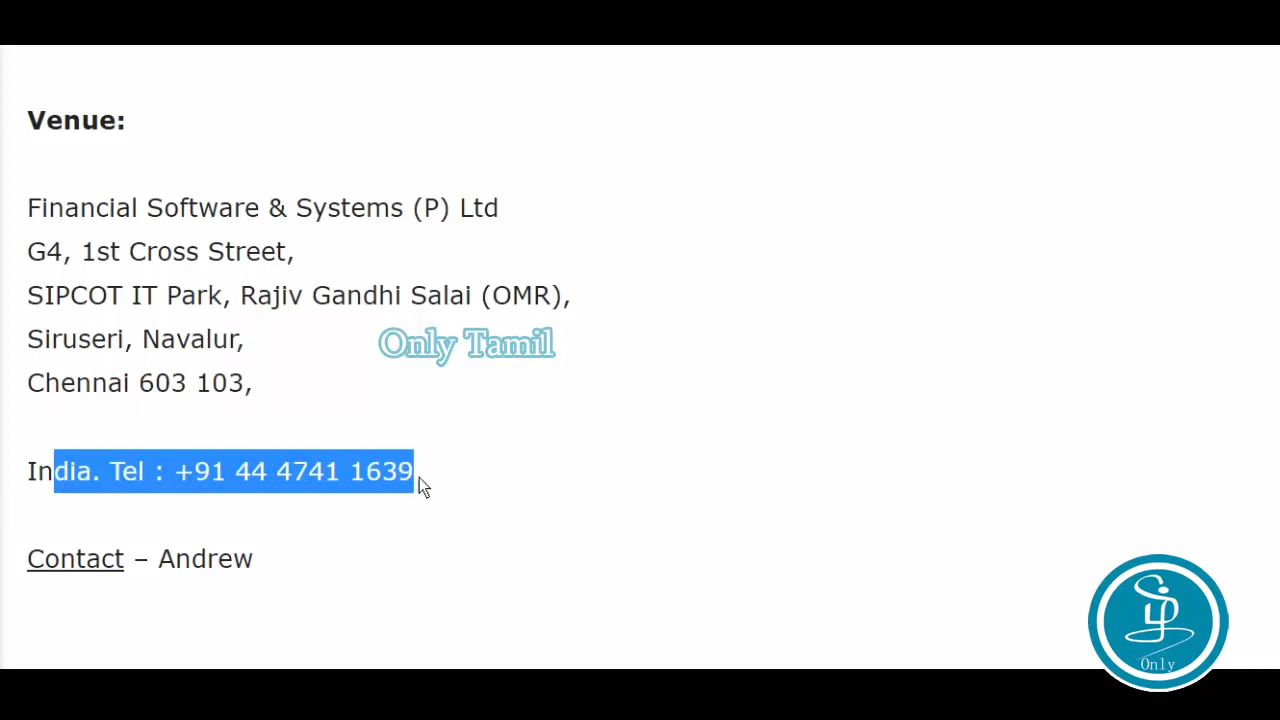 Venue:
Financial Software & Systems (P) Ltd
G4, 1st Cross Street,
SIPCOT IT Park, Rajiv Gandhi Salai (OMR),
Siruseri, Navalur,
Only Tamil
Chennai 603 103,
India. Tel : +91 44 4741 1639
Contact – Andrew
Only